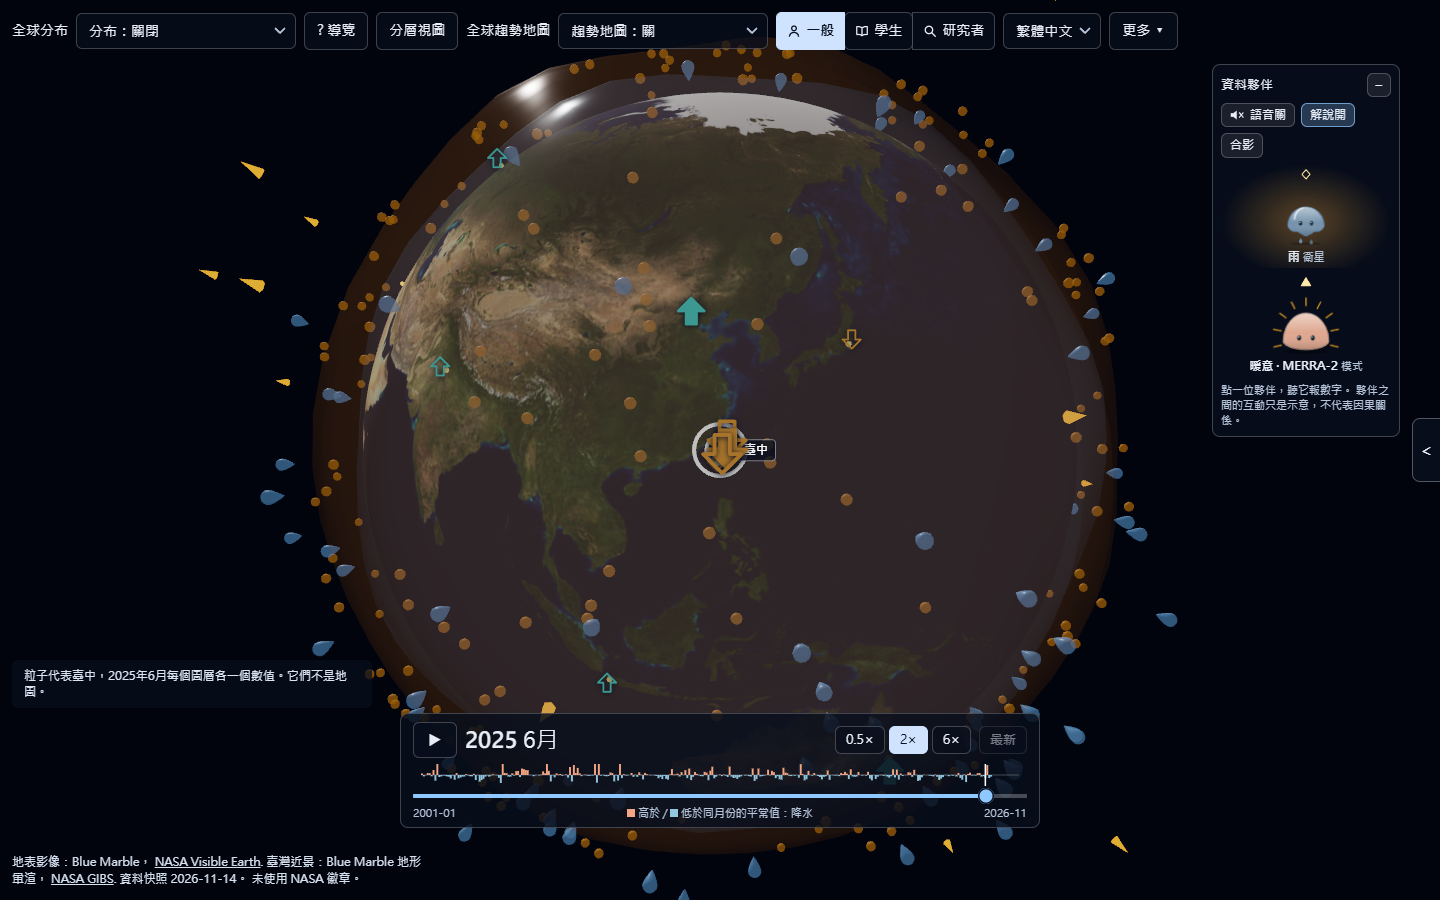 全球分布
分布：關閉
? 導覽
分層視圖
全球趨勢地圖
趨勢地圖：關
一般
學生
研究者
繁體中文
更多 ▾
資料夥伴
−
語音關
解說開
合影
雨 衛星
暖意 · MERRA-2 模式
點一位夥伴，聽它報數字。 夥伴之
間的互動只是示意，不代表因果關
係。
<
臺中
粒子代表臺中，2025年6月每個圈層各一個數值。它們不是地
圖。
2025 6月
0.5×
2×
6×
最新
2001-01
高於 / 低於同月份的平常值：降水
2026-11
地表影像：Blue Marble， NASA Visible Earth. 臺灣近景：Blue Marble 地形
暈渲， NASA GIBS. 資料快照 2026-11-14。 未使用 NASA 徽章。